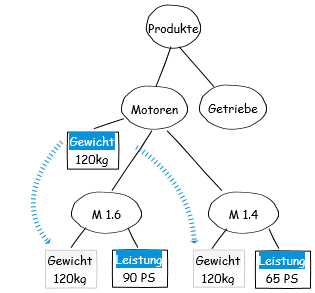 Produkte
Motoren
Getriebe
Gewicht
120kg
M 1.6
M 1.4
Gewicht
120kg
Leistung
90 PS
Gewicht
120kg
Leistung
65 PS